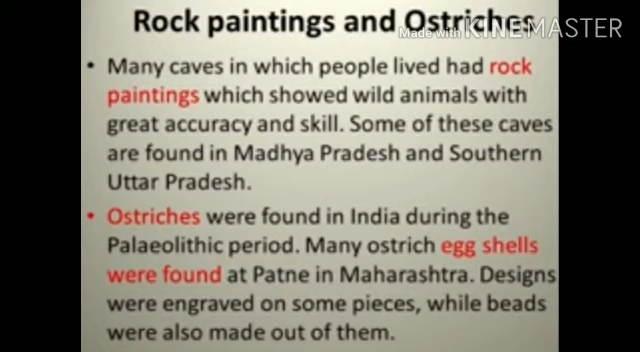 Rock paintings and Ostriches
Made with KINEMASTER
• Many caves in which people lived had rock
paintings which showed wild animals with
great accuracy and skill. Some of these caves
are found in Madhya Pradesh and Southern
Uttar Pradesh.
• Ostriches were found in India during the
Palaeolithic period. Many ostrich egg shells
were found at Patne in Maharashtra. Designs
were engraved on some pieces, while beads
were also made out of them.